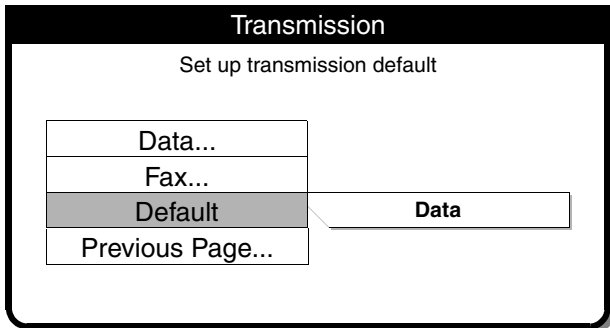 Transmission
Set up transmission default
Data...
Fax...
Default
Data
Previous Page...